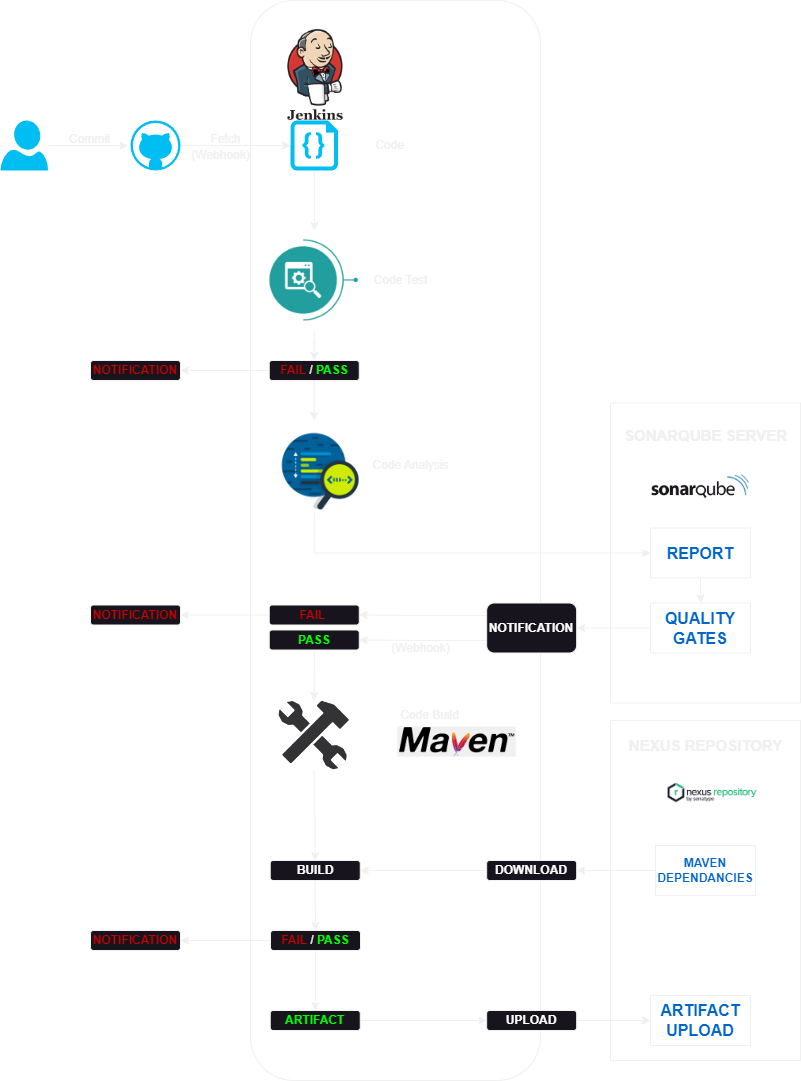 Jenkins
Commit
Fetch
(Webhook)
Code
Code Test
NOTIFICATION
FAIL / PASS
SONARQUBE SERVER
Code Analysis
sonarqube
REPORT
NOTIFICATION
FAIL
NOTIFICATION
QUALITY
GATES
PASS
(Webhook)
Code Build
Maven™
NEXUS REPOSITORY
nexus repository
by sonatype
BUILD
DOWNLOAD
MAVEN
DEPENDANCIES
NOTIFICATION
FAIL / PASS
ARTIFACT
UPLOAD
ARTIFACT
UPLOAD